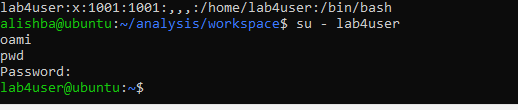 lab4user:x:1001:1001:,,,:/home/lab4user:/bin/bash
alishba@ubuntu:~/analysis/workspace$ su - lab4user
oami
pwd
Password:
lab4user@ubuntu:~$